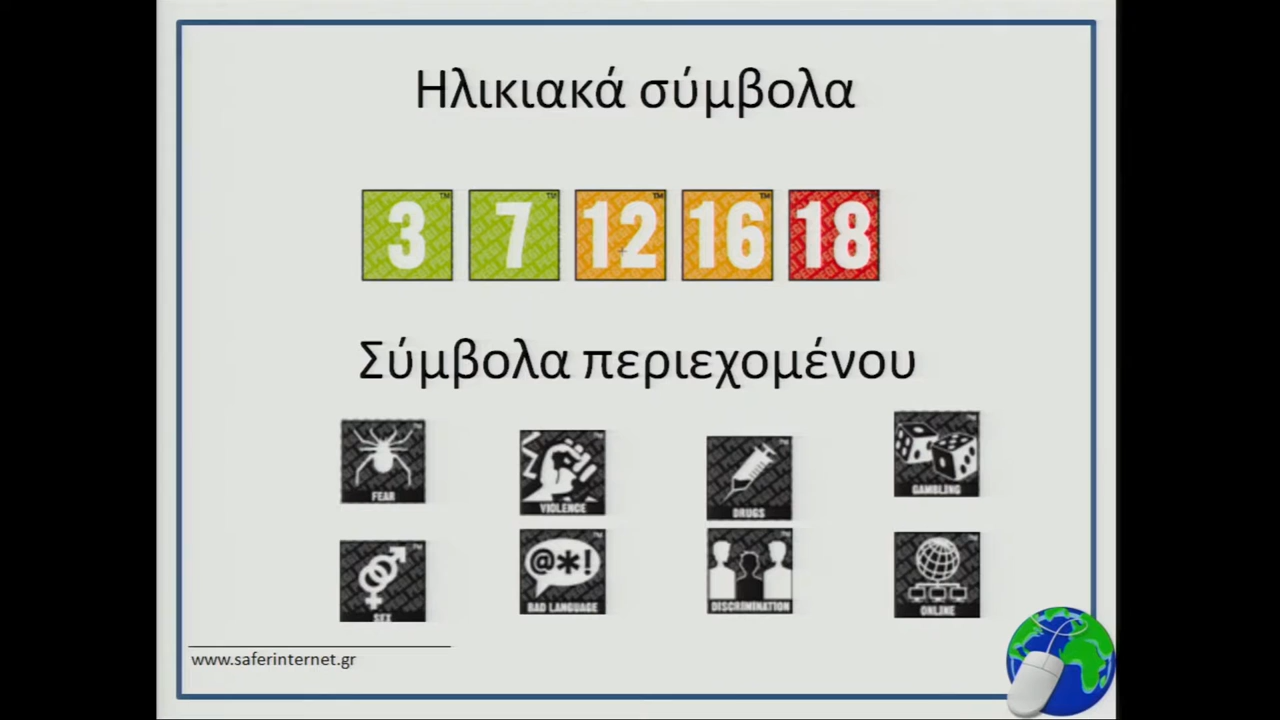 Ηλικιακά σύμβολα
3 7 12 16 18
Σύμβολα περιεχομένου
FEAR VIOLENCE DRUGS GAMBLING
@*!
SEX BAD LANGUAGE DISCRIMINATION ONLINE
www.saferinternet.gr